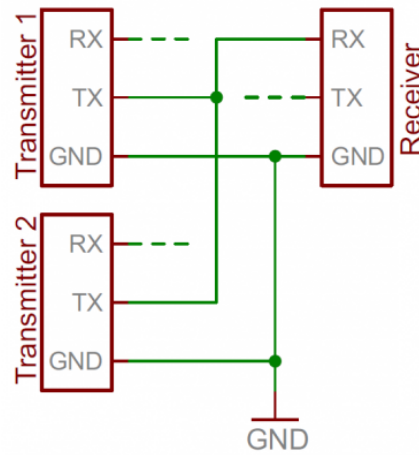 Transmitter 1
RX
TX
GND
Receiver
RX
TX
GND
Transmitter 2
RX
TX
GND
GND